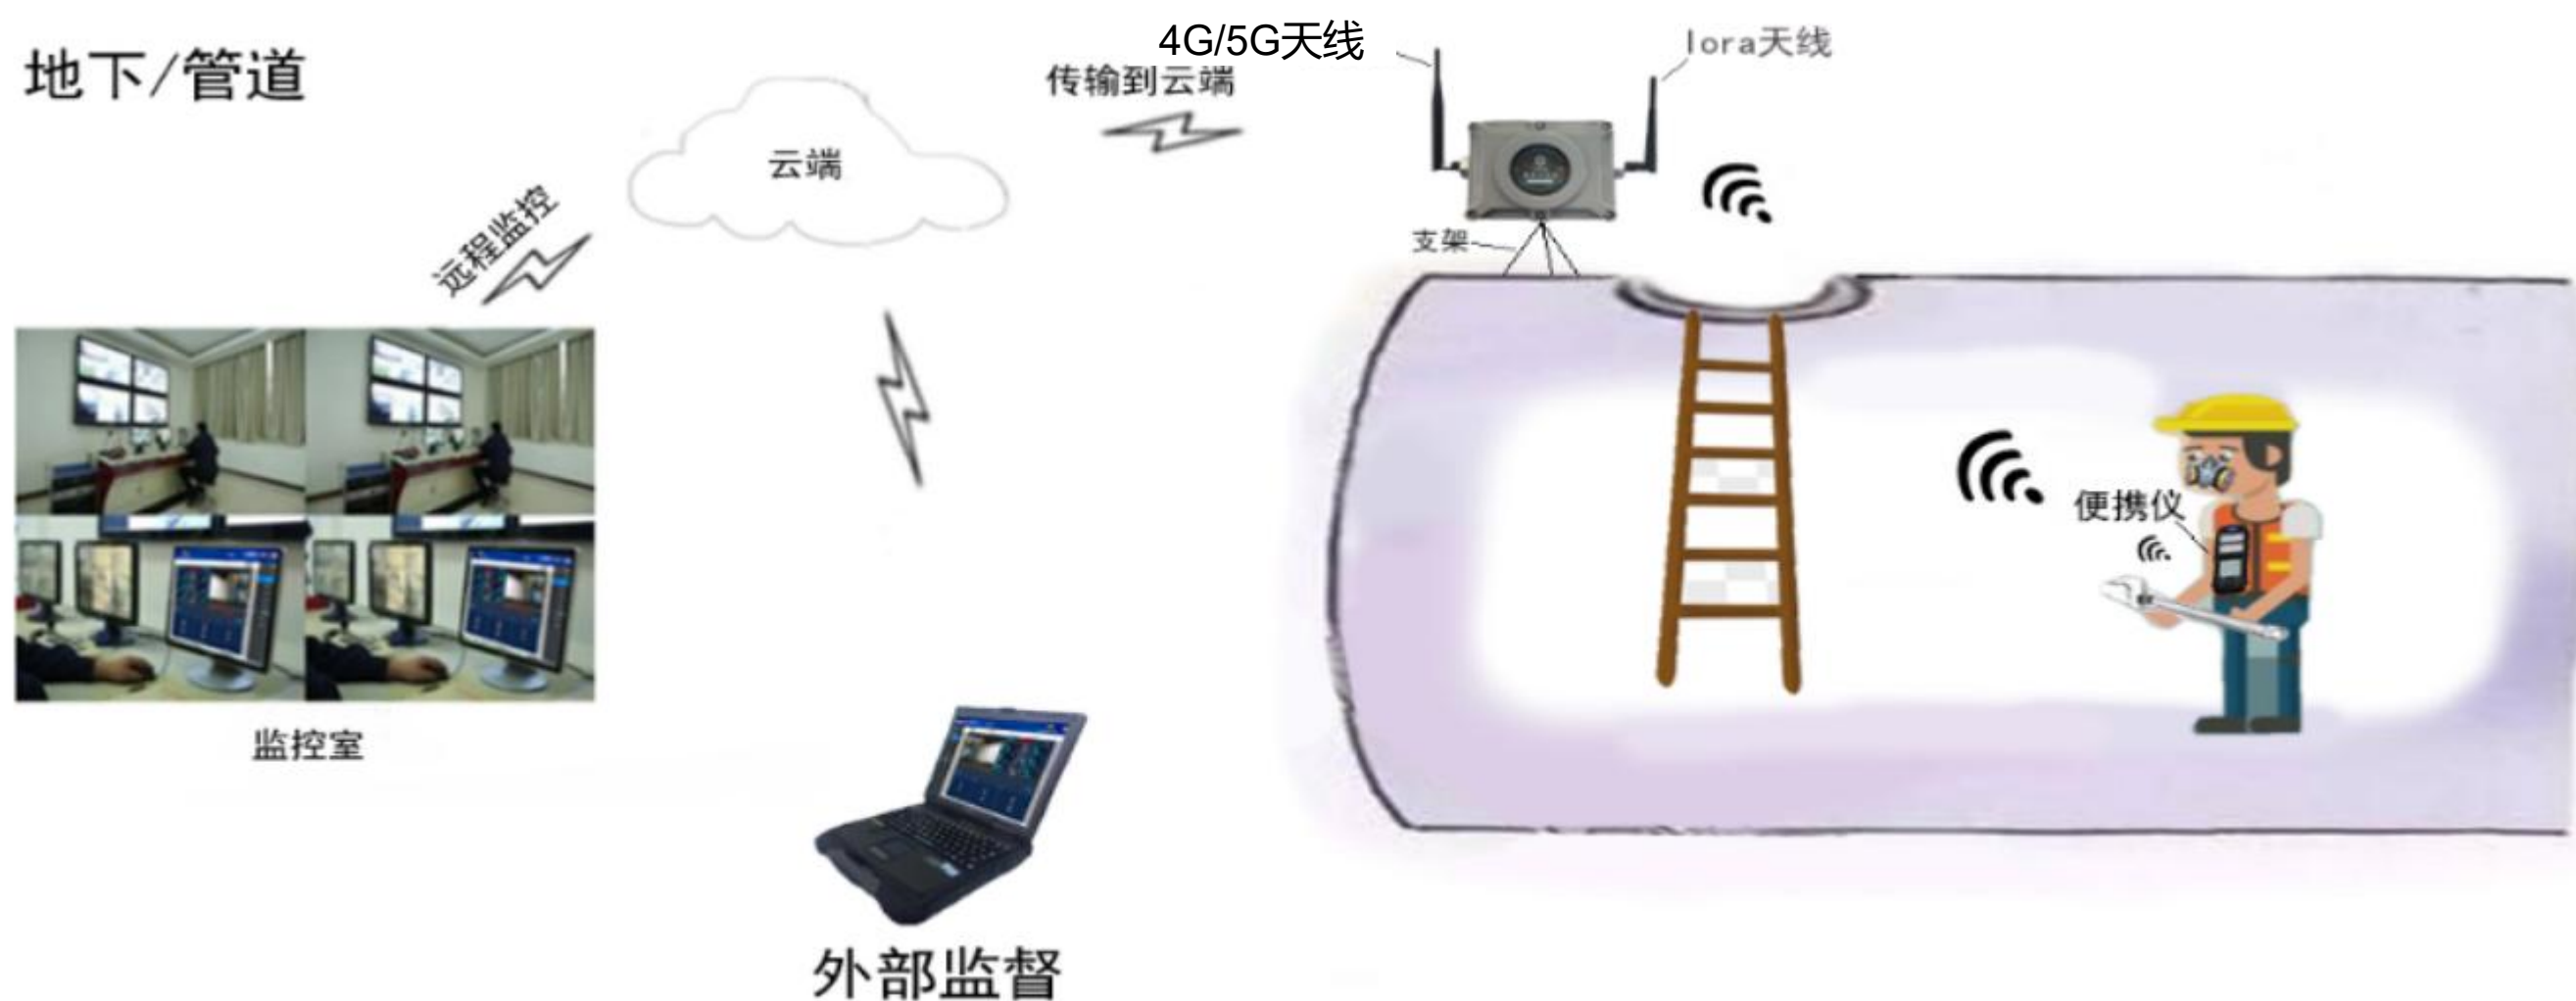 地下/管道
4G/5G天线
lora天线
传输到云端
云端
远程监控
支架
便携仪
监控室
外部监督